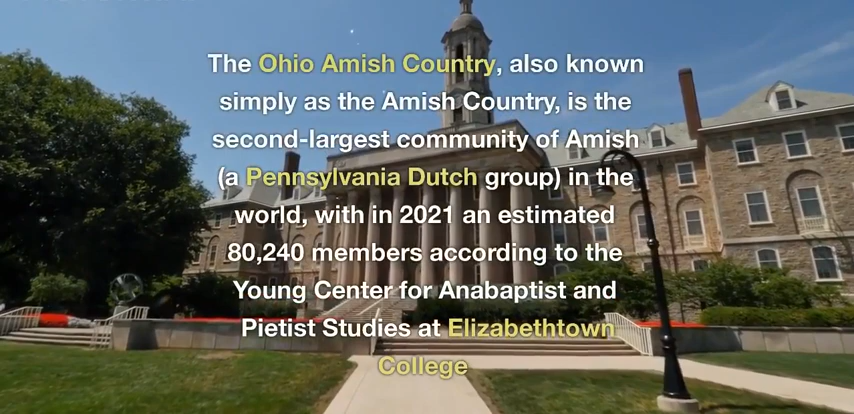 The Ohio Amish Country, also known
simply as the Amish Country, is the
second-largest community of Amish
(a Pennsylvania Dutch group) in the
world, with in 2021 an estimated
80,240 members according to the
Young Center for Anabaptist and
Pietist Studies at Elizabethtown
College